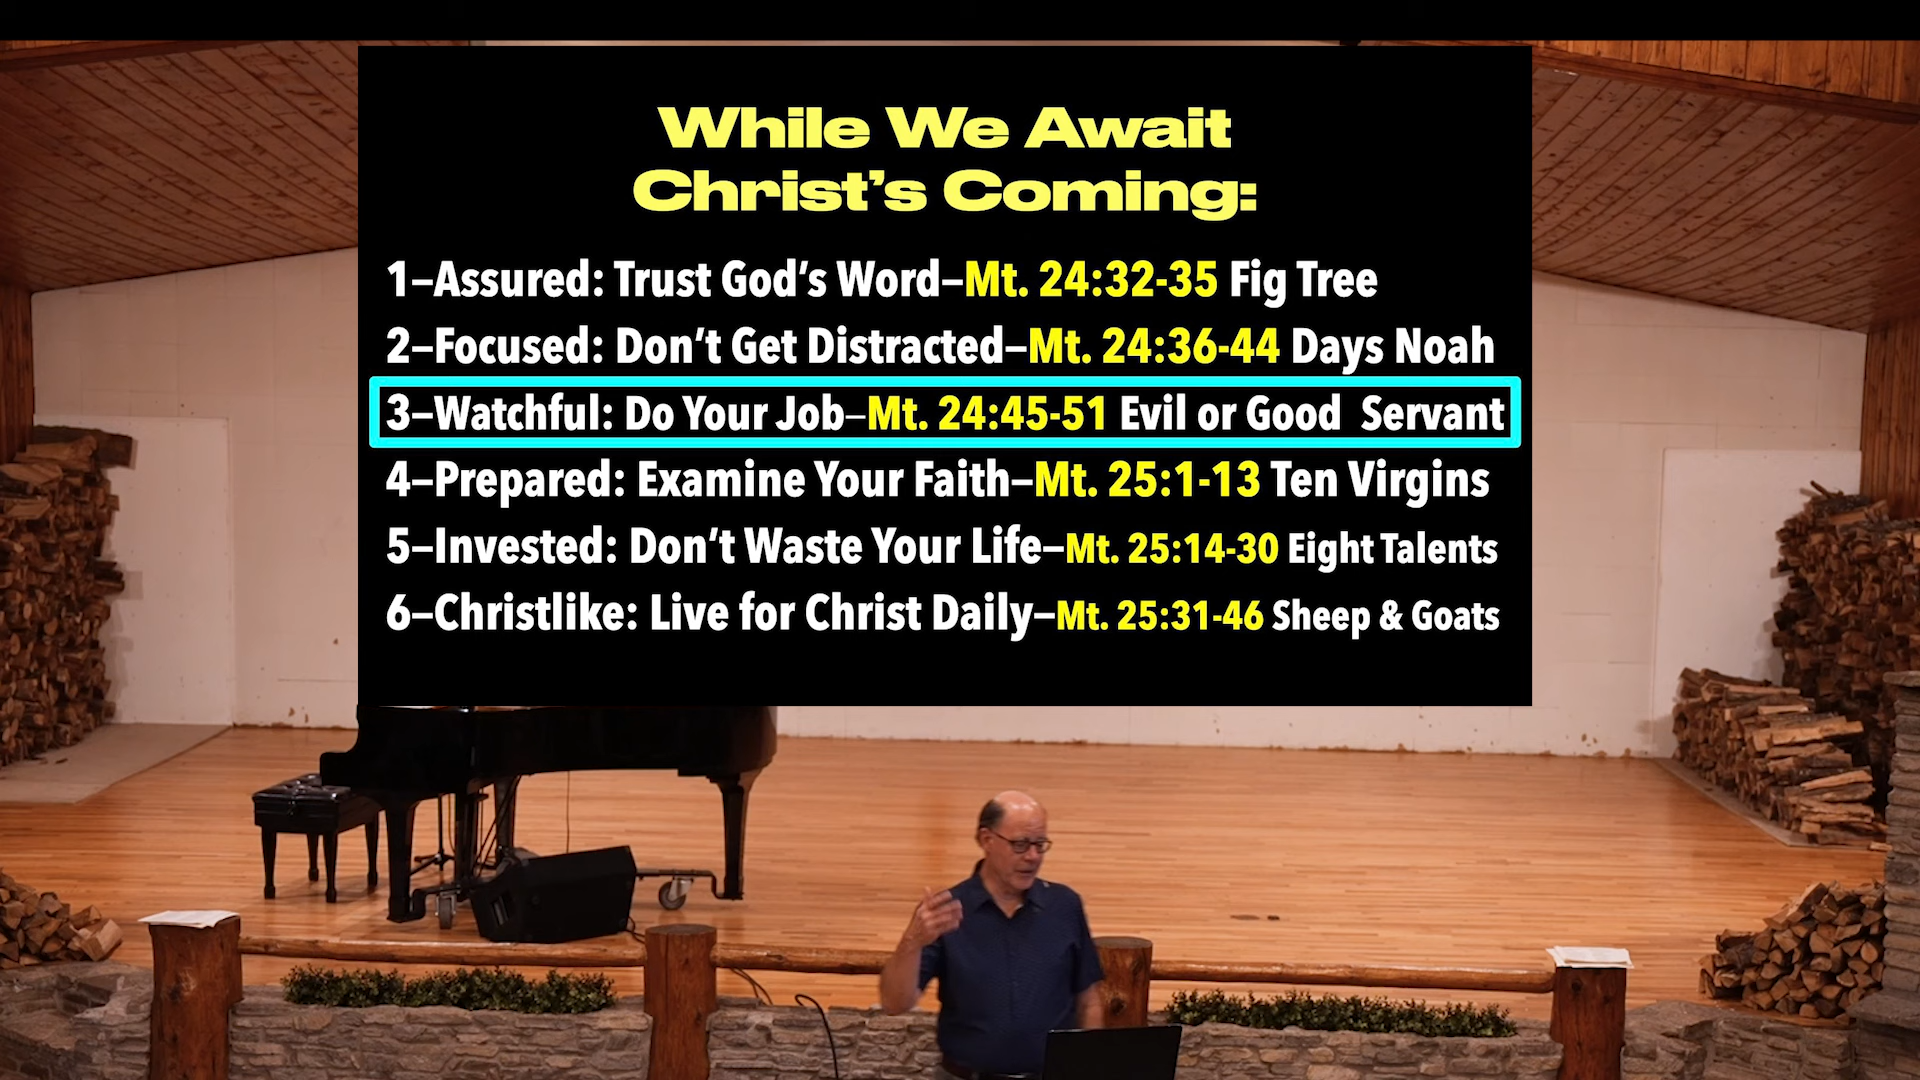 While We Await
Christ’s Coming:
1–Assured: Trust God’s Word–Mt. 24:32-35 Fig Tree
2–Focused: Don’t Get Distracted–Mt. 24:36-44 Days Noah
3–Watchful: Do Your Job–Mt. 24:45-51 Evil or Good Servant
4–Prepared: Examine Your Faith–Mt. 25:1-13 Ten Virgins
5–Invested: Don’t Waste Your Life–Mt. 25:14-30 Eight Talents
6–Christlike: Live for Christ Daily–Mt. 25:31-46 Sheep & Goats